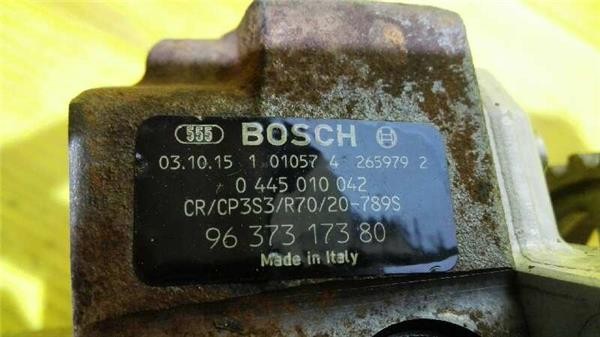 555 BOSCH
03.10.15 1 01057 4 265979 2
0 445 010 042
CR/CP3S3/R70/20-789S
96 373 173 80
Made in Italy